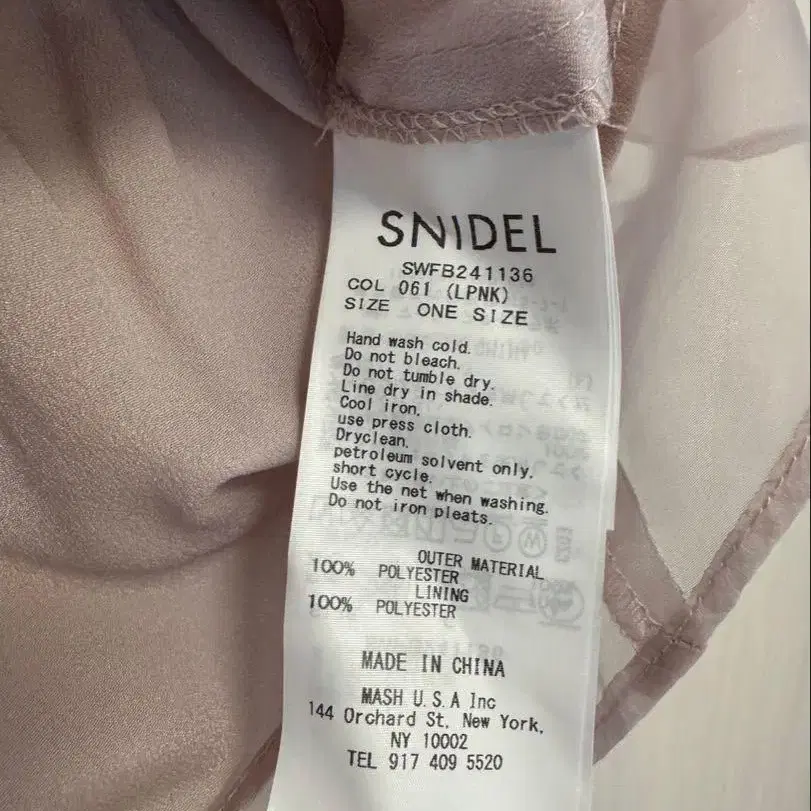 SNIDEL
SWFB241136
COL 061 (LPNK)
SIZE ONE SIZE
Hand wash cold.
Do not bleach.
Do not tumble dry.
Line dry in shade.
Cool iron.
use press cloth.
Dryclean.
petroleum solvent only.
short cycle.
Use the net when washing.
Do not iron pleats.
OUTER MATERIAL
100% POLYESTER
LINING
100% POLYESTER
MADE IN CHINA
MASH U.S.A Inc
144 Orchard St. New York,
NY 10002
TEL 917 409 5520